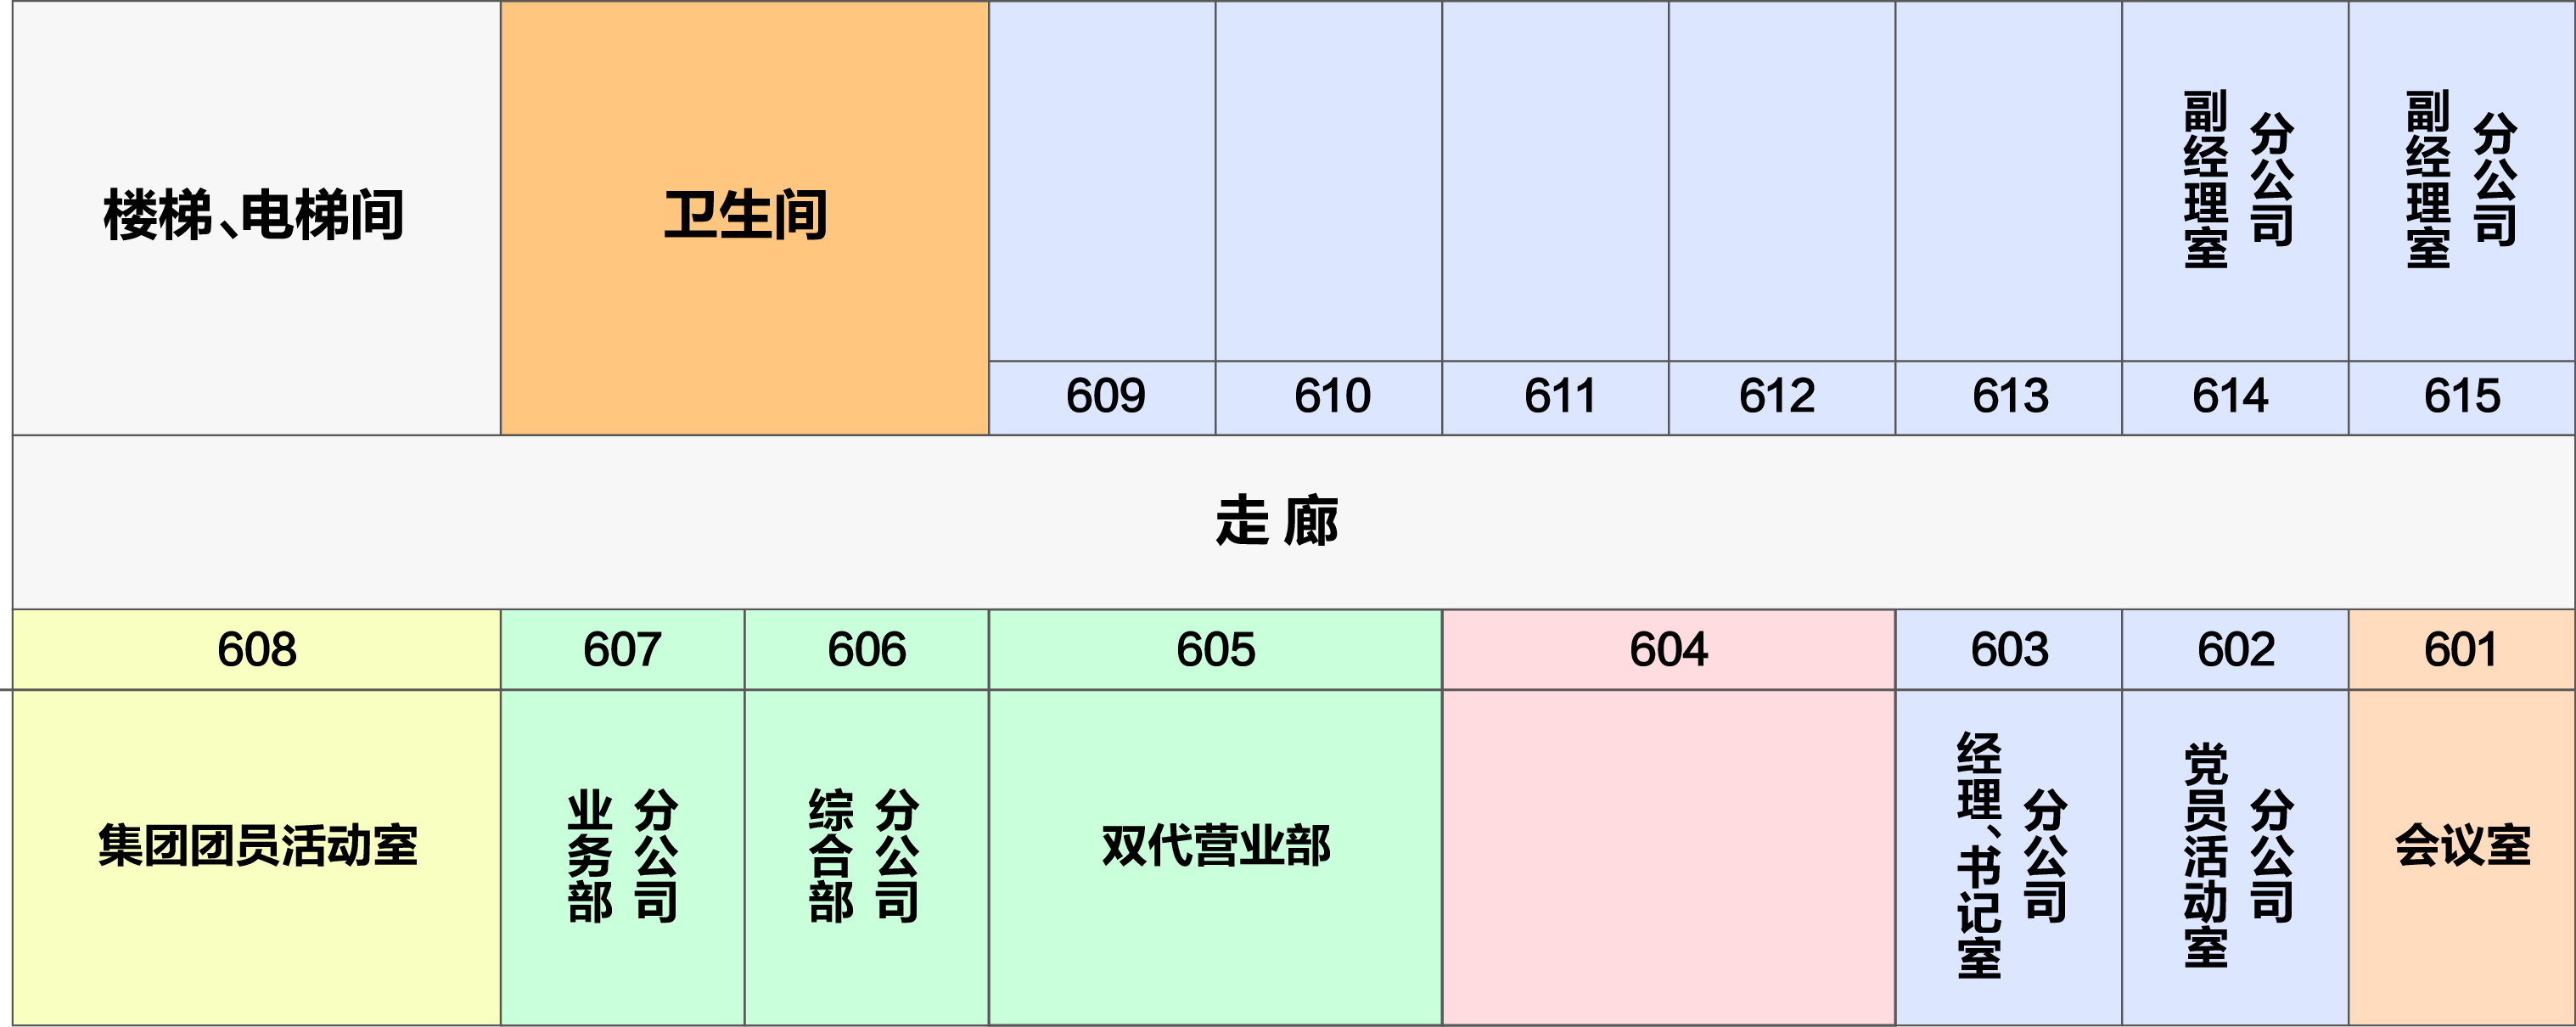 楼梯、电梯间
卫生间
分公司
副经理室
分公司
副经理室
609
610
611
612
613
614
615
走廊
608
607
606
605
604
603
602
601
集团团员活动室
分公司
业务部
分公司
综合部
双代营业部
分公司
经理、书记室
分公司
党员活动室
会议室